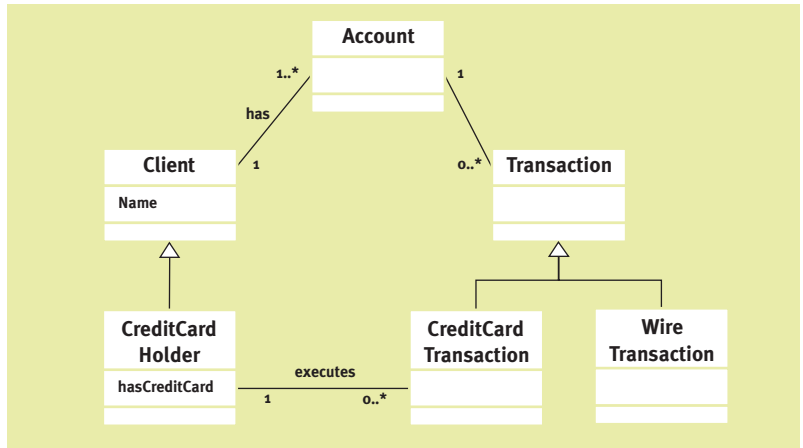 Account
1..*
1
has
Client
1
0..*
Transaction
Name
CreditCard
Holder
CreditCard
Transaction
Wire
Transaction
executes
hasCreditCard
1
0..*